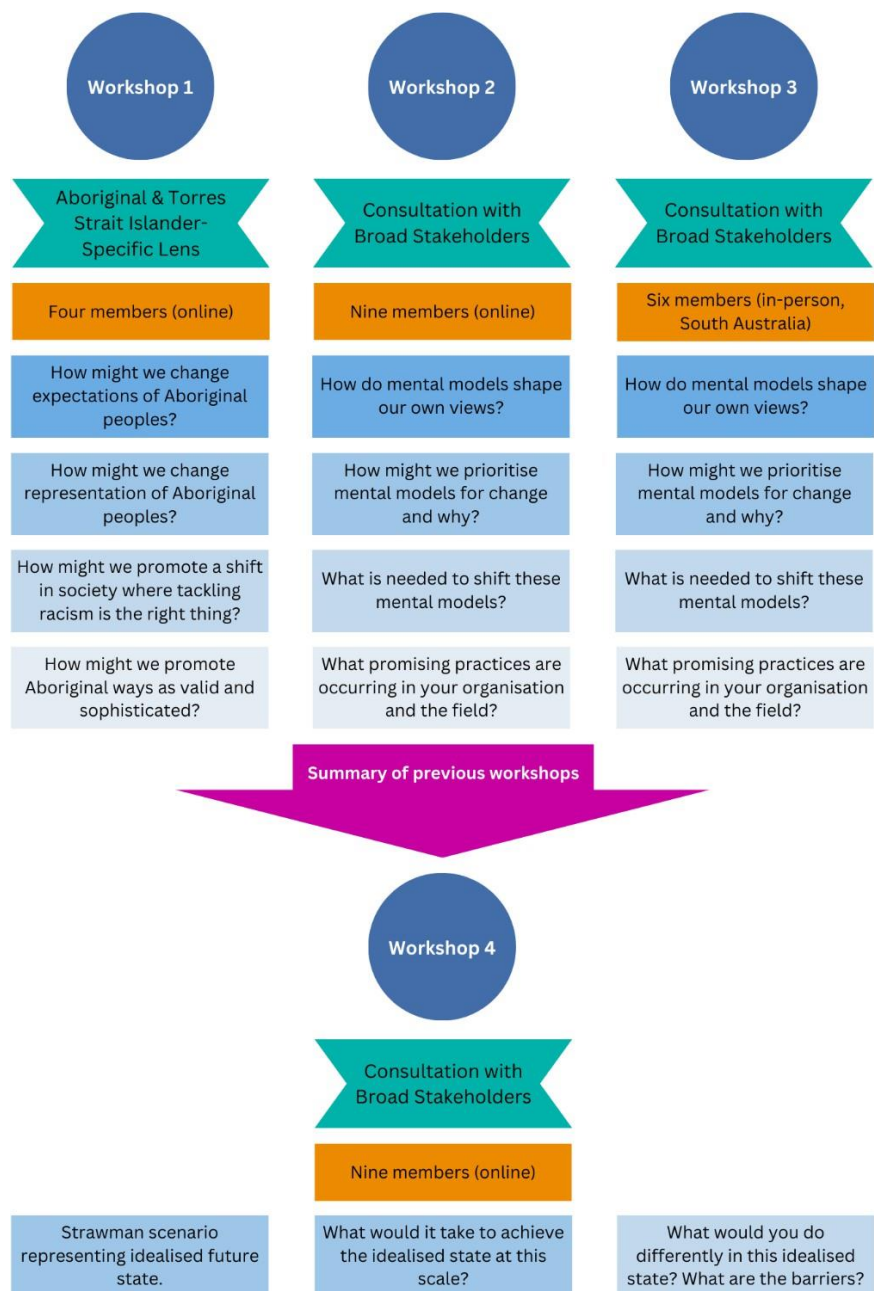 Workshop 1
Workshop 2
Workshop 3
Aboriginal & Torres
Strait Islander-
Specific Lens
Consultation with
Broad Stakeholders
Consultation with
Broad Stakeholders
Four members (online)
Nine members (online)
Six members (in-person,
South Australia)
How might we change
expectations of Aboriginal
peoples?
How do mental models shape
our own views?
How do mental models shape
our own views?
How might we change
representation of Aboriginal
peoples?
How might we prioritise
mental models for change
and why?
How might we prioritise
mental models for change
and why?
How might we promote a shift
in society where tackling
racism is the right thing?
What is needed to shift these
mental models?
What is needed to shift these
mental models?
How might we promote
Aboriginal ways as valid and
sophisticated?
What promising practices are
occurring in your organisation
and the field?
What promising practices are
occurring in your organisation
and the field?
Summary of previous workshops
Workshop 4
Consultation with
Broad Stakeholders
Nine members (online)
Strawman scenario
representing idealised future
state.
What would it take to achieve
the idealised state at this
scale?
What would you do
differently in this idealised
state? What are the barriers?